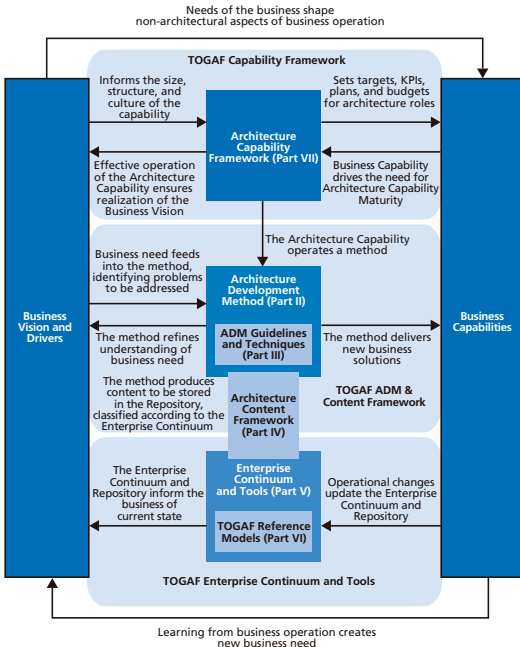 Needs of the business shape
non-architectural aspects of business operation
TOGAF Capability Framework
Informs the size,
structure, and
culture of the
capability
Sets targets, KPIs,
plans, and budgets
for architecture roles
Architecture
Capability
Framework (Part VII)
Effective operation
of the Architecture
Capability ensures
realization of the
Business Vision
Business Capability
drives the need for
Architecture Capability
Maturity
The Architecture Capability
operates a method
Business need feeds
into the method,
identifying problems
to be addressed
Architecture
Development
Method (Part II)
Business
Vision and
Drivers
Business
Capabilities
ADM Guidelines
and Techniques
(Part III)
The method refines
understanding of
business need
The method delivers
new business
solutions
The method produces
content to be stored
in the Repository,
classified according to the
Enterprise Continuum
Architecture
Content
Framework
(Part IV)
TOGAF ADM &
Content Framework
The Enterprise
Continuum and
Repository inform the
business of
current state
Enterprise
Continuum
and Tools (Part V)
Operational changes
update the Enterprise
Continuum and
Repository
TOGAF Reference
Models (Part VI)
TOGAF Enterprise Continuum and Tools
Learning from business operation creates
new business need